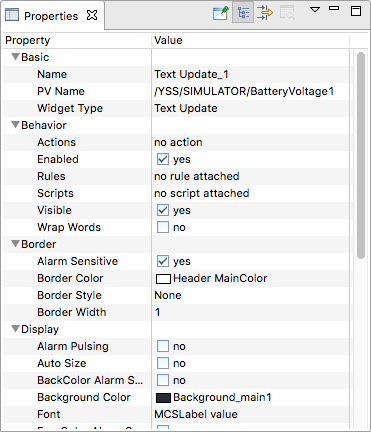 Properties
Property Value
Basic
Name Text Update_1
PV Name /YSS/SIMULATOR/BatteryVoltage1
Widget Type Text Update
Behavior
Actions no action
Enabled yes
Rules no rule attached
Scripts no script attached
Visible yes
Wrap Words no
Border
Alarm Sensitive yes
Border Color Header MainColor
Border Style None
Border Width 1
Display
Alarm Pulsing no
Auto Size no
BackColor Alarm S... no
Background Color Background_main1
Font MCSLabel value